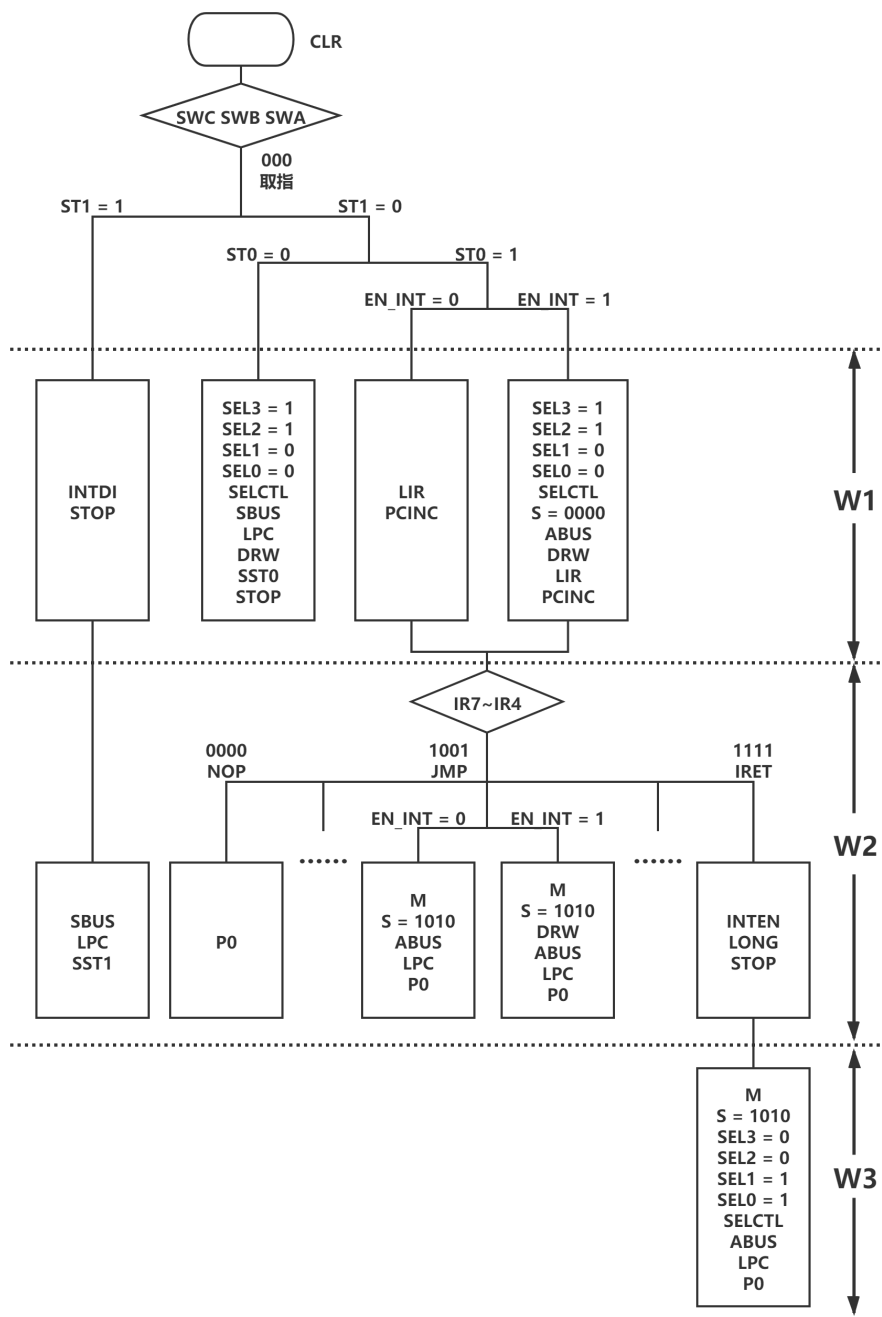 CLR
SWC SWB SWA
000
取指
ST1 = 1
ST1 = 0
ST0 = 0
ST0 = 1
EN_INT = 0
EN_INT = 1
INTDI
STOP
SEL3 = 1
SEL2 = 1
SEL1 = 0
SEL0 = 0
SELCTL
SBUS
LPC
DRW
SST0
STOP
LIR
PCINC
SEL3 = 1
SEL2 = 1
SEL1 = 0
SEL0 = 0
SELCTL
S = 0000
ABUS
DRW
LIR
PCINC
W1
IR7~IR4
0000
NOP
1001
JMP
1111
IRET
EN_INT = 0
EN_INT = 1
SBUS
LPC
SST1
P0
······
M
S = 1010
ABUS
LPC
P0
M
S = 1010
DRW
ABUS
LPC
P0
······
INTEN
LONG
STOP
W2
M
S = 1010
SEL3 = 0
SEL2 = 0
SEL1 = 1
SEL0 = 1
SELCTL
ABUS
LPC
P0
W3